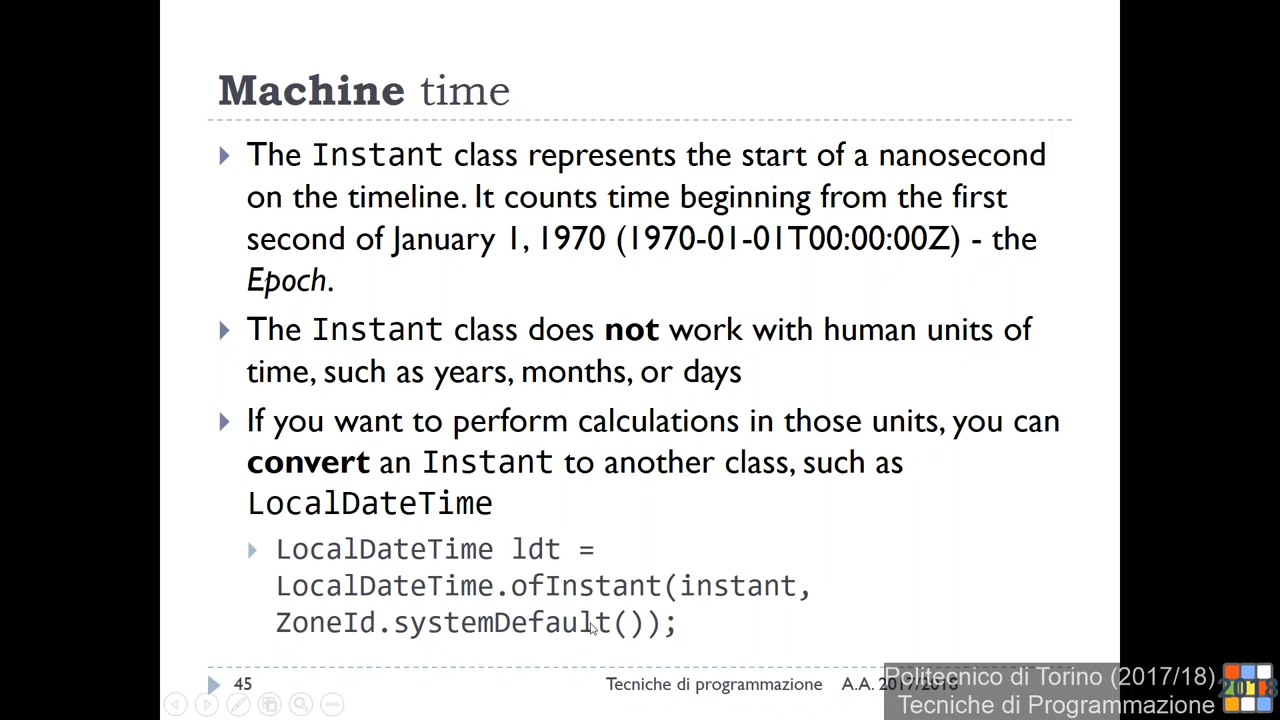 Machine time
The Instant class represents the start of a nanosecond
on the timeline. It counts time beginning from the first
second of January 1, 1970 (1970-01-01T00:00:00Z) - the
Epoch.
The Instant class does not work with human units of
time, such as years, months, or days
If you want to perform calculations in those units, you can
convert an Instant to another class, such as
LocalDateTime
LocalDateTime ldt =
LocalDateTime.ofInstant(instant,
ZoneId.systemDefault());
45
Tecniche di programmazione A.A. 2017/2018
Politecnico di Torino (2017/18)
Tecniche di Programmazione
2018